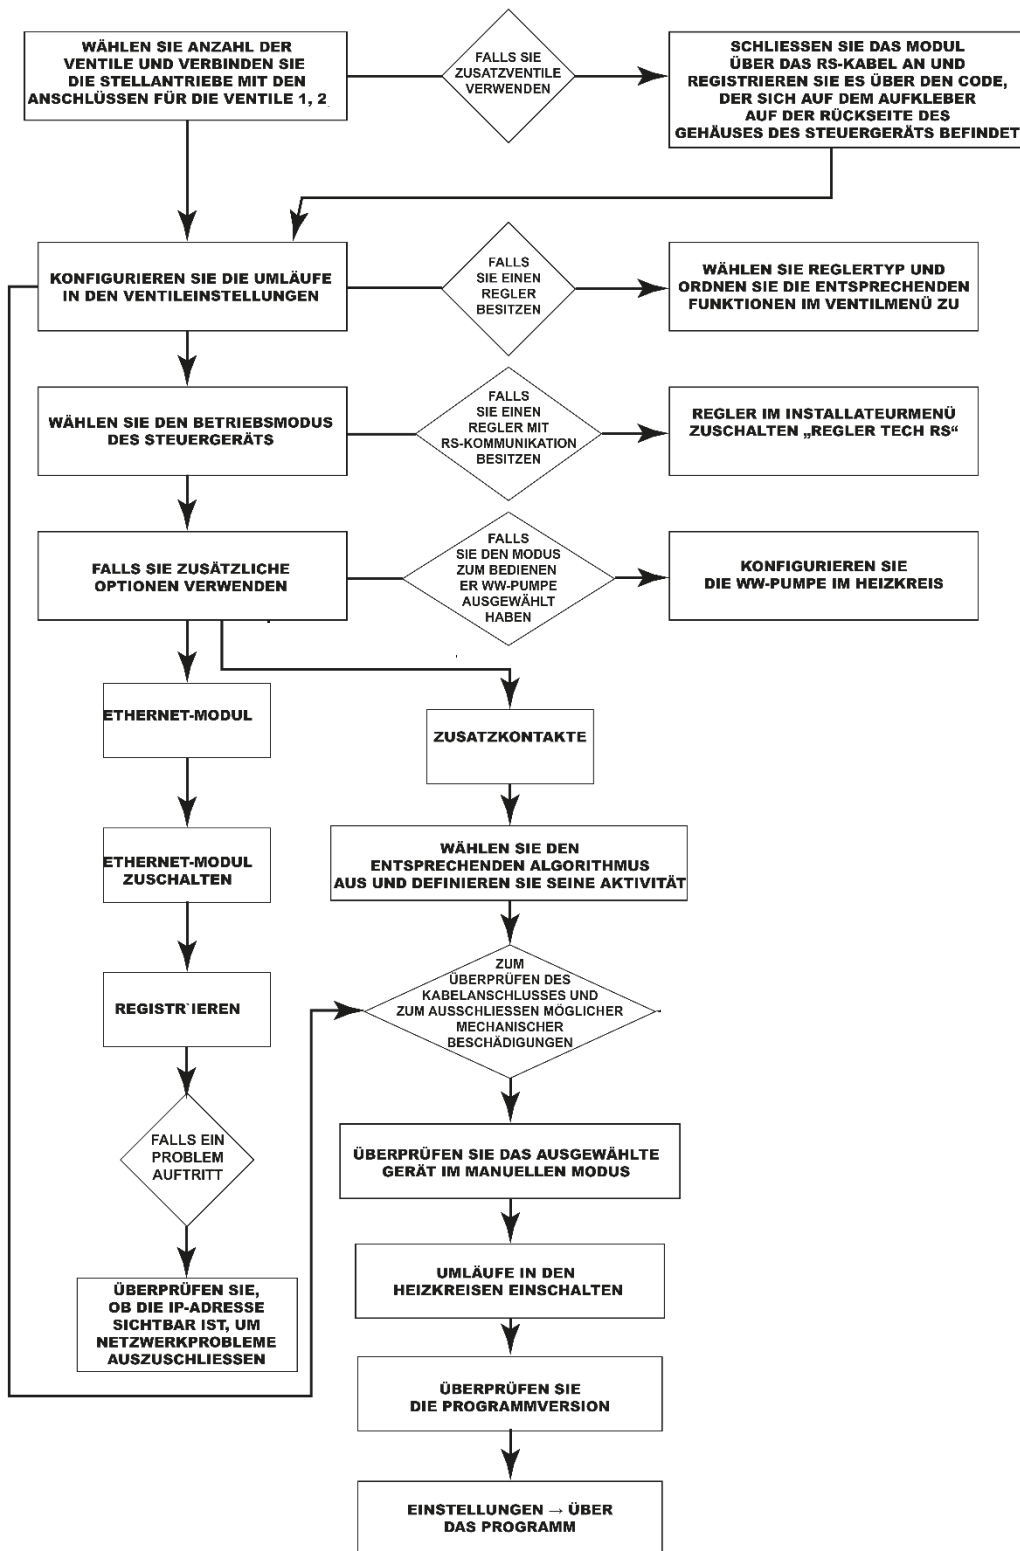 WÄHLEN SIE ANZAHL DER
VENTILE UND VERBINDEN SIE
DIE STELLANTRIEBE MIT DEN
ANSCHLÜSSEN FÜR DIE VENTILE 1, 2
FALLS SIE
ZUSATZVENTILE
VERWENDEN
SCHLIESSEN SIE DAS MODUL
ÜBER DAS RS-KABEL AN UND
REGISTRIEREN SIE ES ÜBER DEN CODE,
DER SICH AUF DEM AUFKLEBER
AUF DER RÜCKSEITE DES
GEHÄUSES DES STEUERGERÄTS BEFINDET
KONFIGURIEREN SIE DIE UMLÄUFE
IN DEN VENTILEINSTELLUNGEN
FALLS
SIE EINEN
REGLER
BESITZEN
WÄHLEN SIE REGLERTYP UND
ORDNEN SIE DIE ENTSPRECHENDEN
FUNKTIONEN IM VENTILMENÜ ZU
WÄHLEN SIE DEN BETRIEBSMODUS
DES STEUERGERÄTS
FALLS
SIE EINEN
REGLER MIT
RS-KOMMUNIKATION
BESITZEN
REGLER IM INSTALLATEURMENÜ
ZUSCHALTEN „REGLER TECH RS“
FALLS SIE ZUSÄTZLICHE
OPTIONEN VERWENDEN
FALLS
SIE DEN MODUS
ZUM BEDIENEN
ER WW-PUMPE
AUSGEWÄHLT
HABEN
KONFIGURIEREN SIE
DIE WW-PUMPE IM HEIZKREIS
ETHERNET-MODUL
ZUSATZKONTAKTE
ETHERNET-MODUL
ZUSCHALTEN
WÄHLEN SIE DEN
ENTSPRECHENDEN ALGORITHMUS
AUS UND DEFINIEREN SIE SEINE AKTIVITÄT
REGISTRIEREN
ZUM
ÜBERPRÜFEN DES
KABELANSCHLUSSES UND
ZUM AUSSCHLIESSEN MÖGLICHER
MECHANISCHER
BESCHÄDIGUNGEN
FALLS EIN
PROBLEM
AUFTRITT
ÜBERPRÜFEN SIE DAS AUSGEWÄHLTE
GERÄT IM MANUELLEN MODUS
ÜBERPRÜFEN SIE,
OB DIE IP-ADRESSE
SICHTBAR IST, UM
NETZWERKPROBLEME
AUSZUSCHLIESSEN
UMLÄUFE IN DEN
HEIZKREISEN EINSCHALTEN
ÜBERPRÜFEN SIE
DIE PROGRAMMVERSION
EINSTELLUNGEN → ÜBER
DAS PROGRAMM